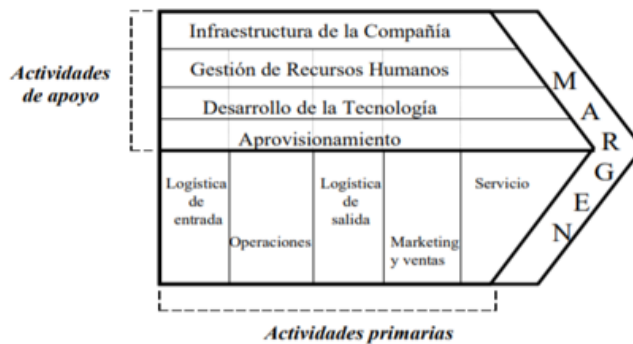 Infraestructura de la Compañía
Gestión de Recursos Humanos
Desarrollo de la Tecnología
Aprovisionamiento
Actividades
de apoyo
MARGEN
Logística
de
entrada
Operaciones
Logística
de
salida
Marketing
y ventas
Servicio
Actividades primarias